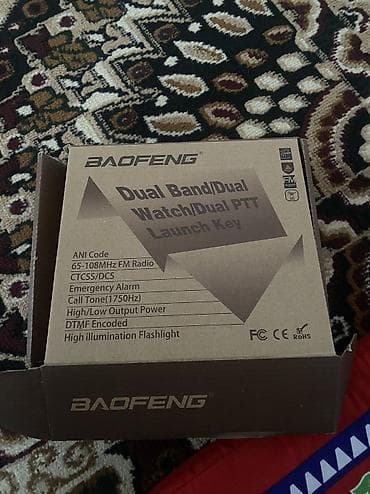 BAOFENG
Dual Band/Dual
Watch/Dual PTT
Launch Key
ANI Code
65-108MHz FM Radio
CTCSS/DCS
Emergency Alarm
Call Tone(1750Hz)
High/Low Output Power
DTMF Encoded
High illumination Flashlight
FC CE RoHS
BAOFENG